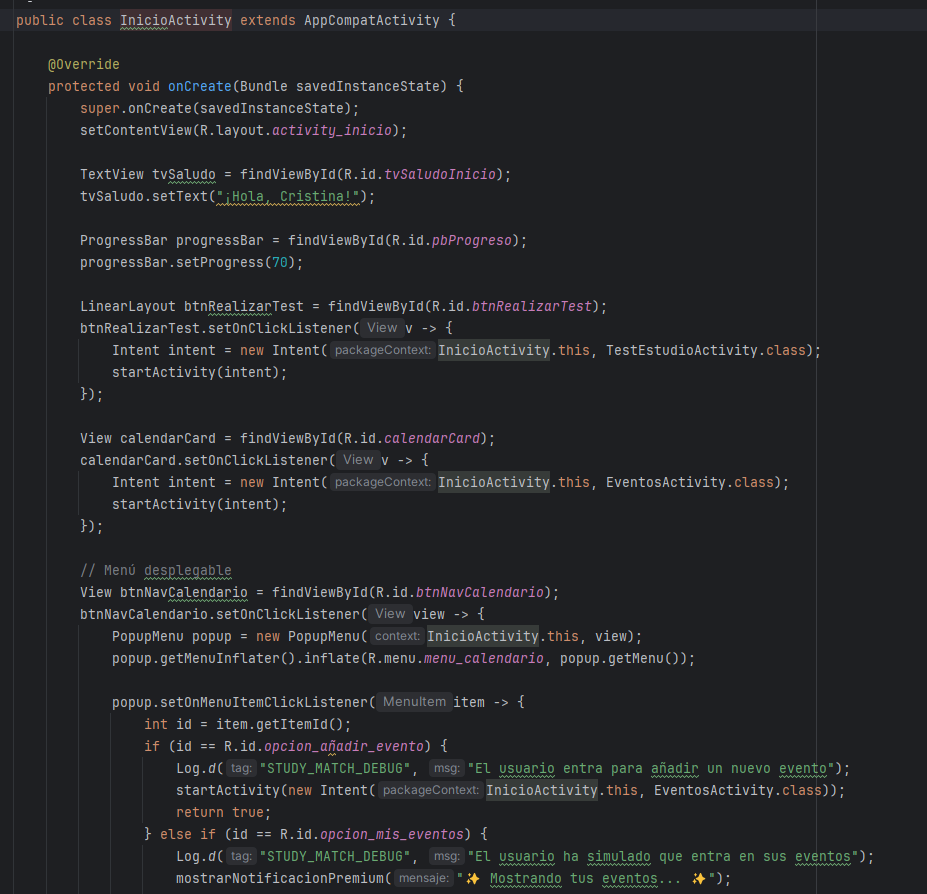 public class InicioActivity extends AppCompatActivity {
@Override
protected void onCreate(Bundle savedInstanceState) {
super.onCreate(savedInstanceState);
setContentView(R.layout.activity_inicio);
TextView tvSaludo = findViewById(R.id.tvSaludoInicio);
tvSaludo.setText("¡Hola, Cristina!");
ProgressBar progressBar = findViewById(R.id.pbProgreso);
progressBar.setProgress(70);
LinearLayout btnRealizarTest = findViewById(R.id.btnRealizarTest);
btnRealizarTest.setOnClickListener( View v -> {
Intent intent = new Intent( packageContext: InicioActivity.this, TestEstudioActivity.class);
startActivity(intent);
});
View calendarCard = findViewById(R.id.calendarCard);
calendarCard.setOnClickListener( View v -> {
Intent intent = new Intent( packageContext: InicioActivity.this, EventosActivity.class);
startActivity(intent);
});
// Menú desplegable
View btnNavCalendario = findViewById(R.id.btnNavCalendario);
btnNavCalendario.setOnClickListener( View view -> {
PopupMenu popup = new PopupMenu( context: InicioActivity.this, view);
popup.getMenuInflater().inflate(R.menu.menu_calendario, popup.getMenu());
popup.setOnMenuItemClickListener( MenuItem item -> {
int id = item.getItemId();
if (id == R.id.opcion_añadir_evento) {
Log.d( tag: "STUDY_MATCH_DEBUG", msg: "El usuario entra para añadir un nuevo evento");
startActivity(new Intent( packageContext: InicioActivity.this, EventosActivity.class));
return true;
} else if (id == R.id.opcion_mis_eventos) {
Log.d( tag: "STUDY_MATCH_DEBUG", msg: "El usuario ha simulado que entra en sus eventos");
mostrarNotificacionPremium( mensaje: "✨ Mostrando tus eventos... ✨");